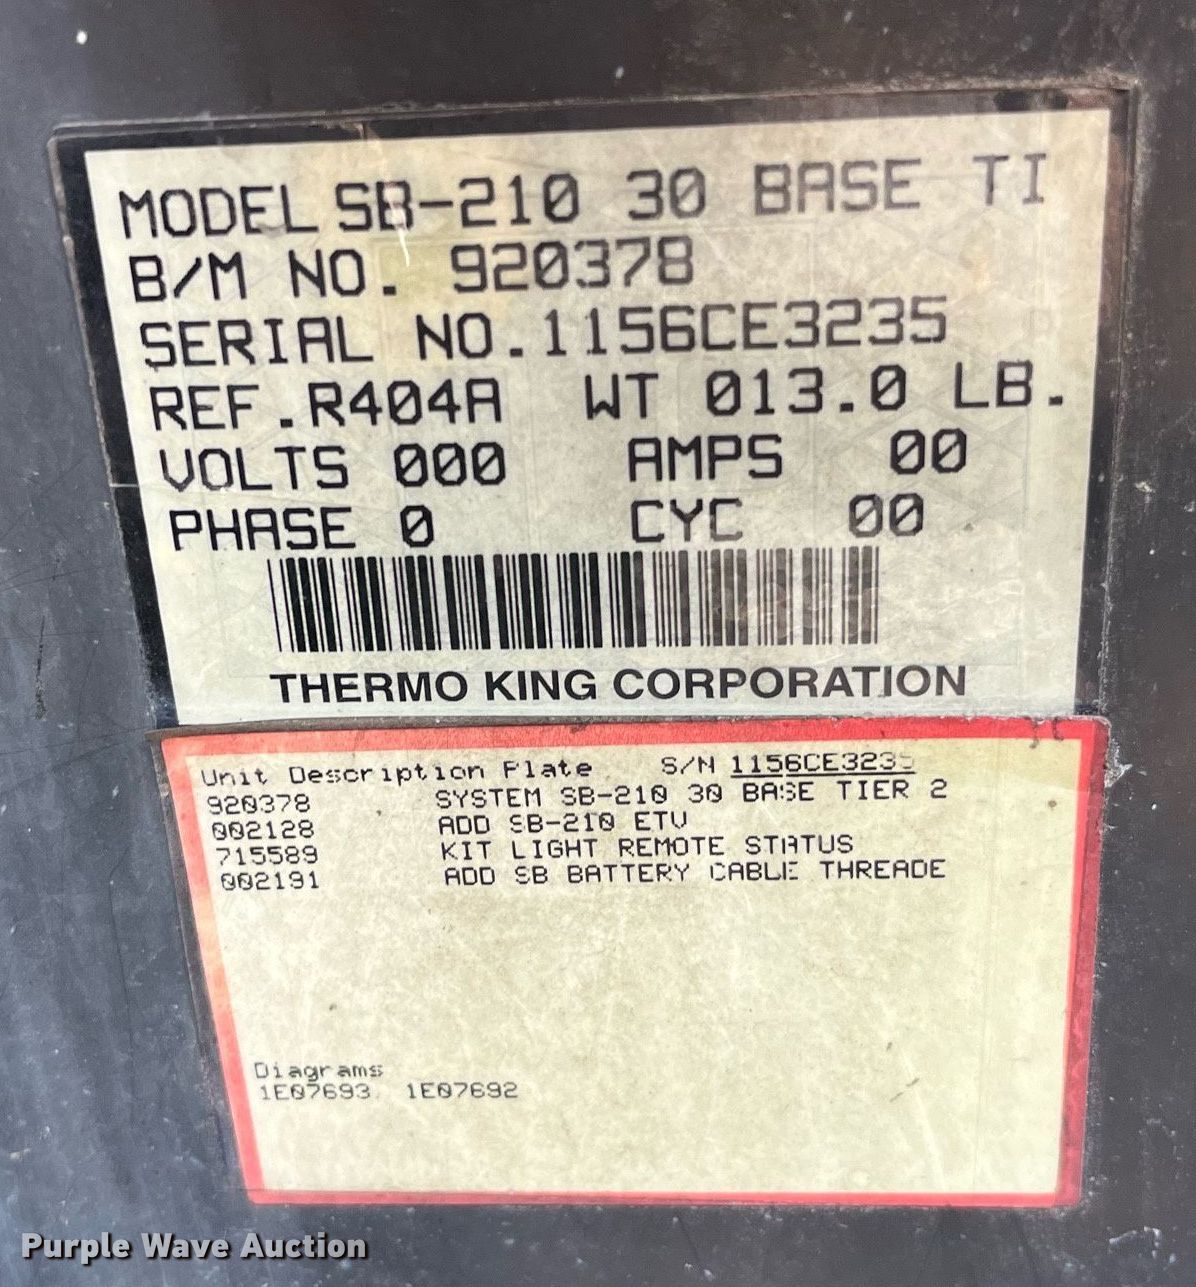 MODEL SB-210 30 BASE TI
B/M NO. 920378
SERIAL NO. 1156CE3235
REF. R404A WT 013.0 LB.
VOLTS 000 AMPS 00
PHASE 0 CYC 00
THERMO KING CORPORATION
Unit Description Plate S/N 1156CE3235
920378 SYSTEM SB-210 30 BASE TIER 2
002128 ADD SB-210 ETV
715589 KIT LIGHT REMOTE STATUS
002191 ADD SB BATTERY CABLE THREADE
Diagrams
1E07693, 1E07692
Purple Wave Auction